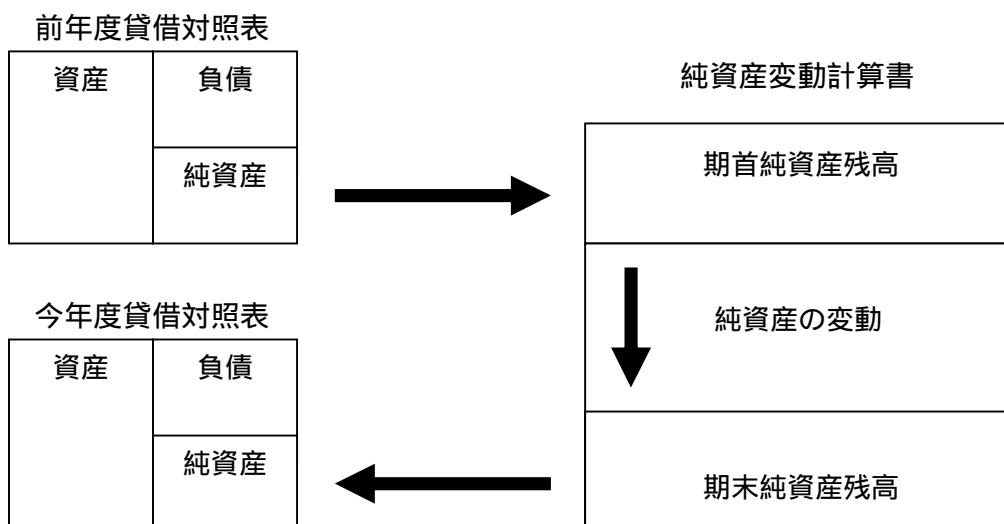 前年度貸借対照表
資産
負債
純資産
純資産変動計算書
期首純資産残高
純資産の変動
期末純資産残高
今年度貸借対照表
資産
負債
純資産